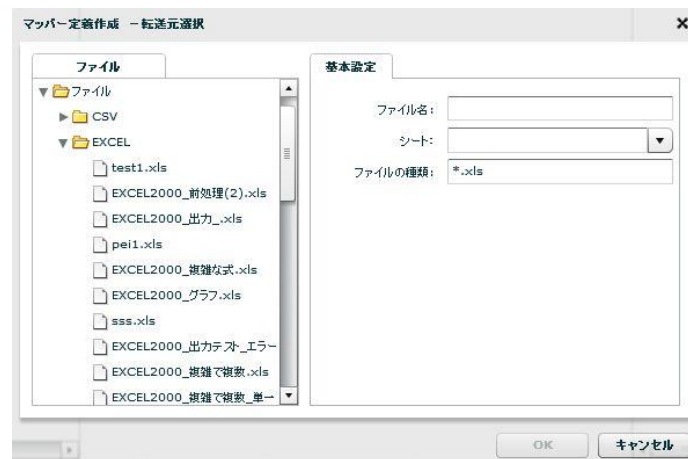 マッパー定義作成 －転送元選択
ファイル
ファイル
CSV
EXCEL
test1.xls
EXCEL2000_前処理(2).xls
EXCEL2000_出力_.xls
pei1.xls
EXCEL2000_複雑な式.xls
EXCEL2000_グラフ.xls
sss.xls
EXCEL2000_出力テスト_エラー
EXCEL2000_複雑で複数.xls
EXCEL2000_複雑で複数_単一
基本設定
ファイル名:
シート:
ファイルの種類: *.xls
OK キャンセル